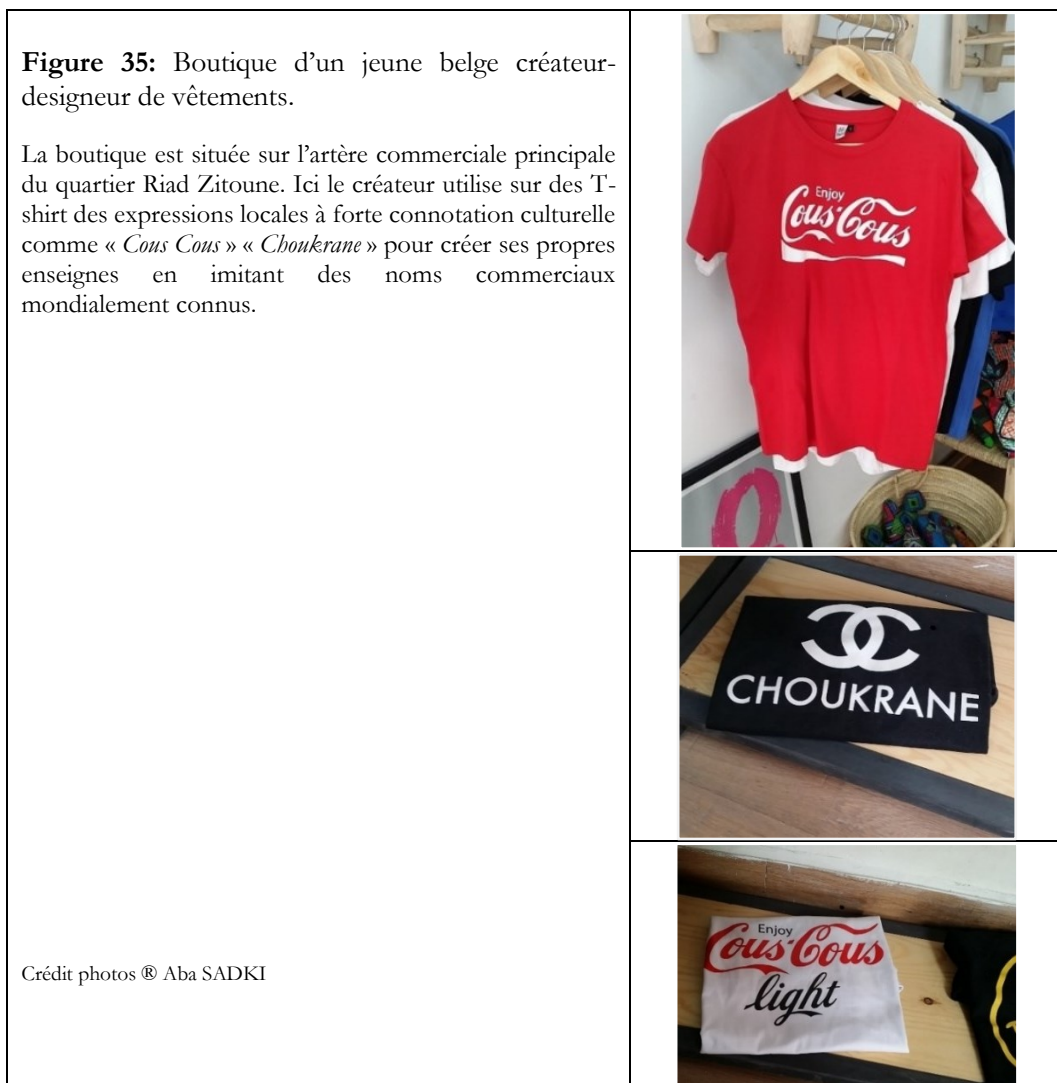 Figure 35: Boutique d'un jeune belge créateur-
designeur de vêtements.
La boutique est située sur l'artère commerciale principale
du quartier Riad Zitoune. Ici le créateur utilise sur des T-
shirt des expressions locales à forte connotation culturelle
comme « Cous Cous » « Choukrane » pour créer ses propres
enseignes en imitant des noms commerciaux
mondialement connus.
Crédit photos ® Aba SADKI
Enjoy
Cous•Cous
CHOUKRANE
Enjoy
Cous•Cous
light